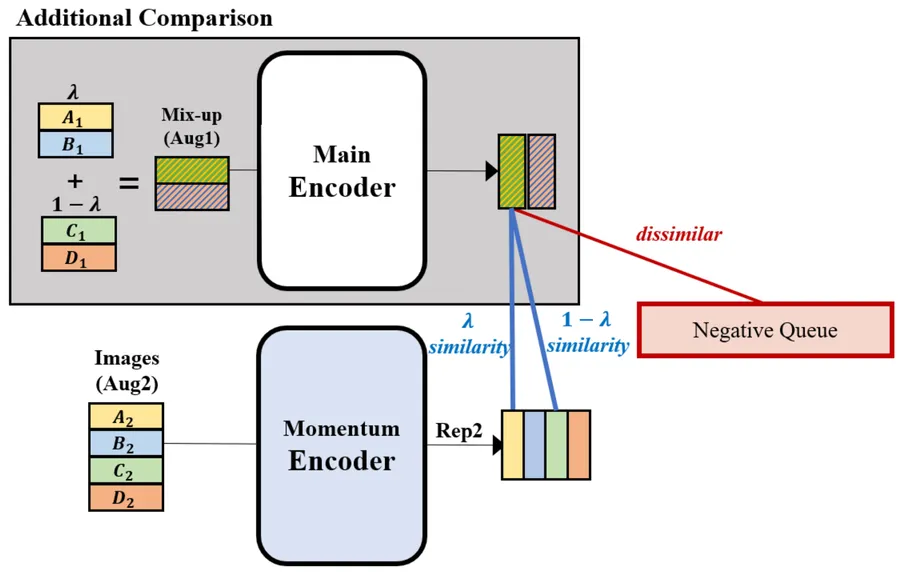 Additional Comparison
λ
A₁
B₁
+
1 − λ
C₁
D₁
=
Mix-up
(Aug1)
Main
Encoder
dissimilar
Negative Queue
λ
similarity
1 − λ
similarity
Images
(Aug2)
A₂
B₂
C₂
D₂
Momentum
Encoder
Rep2